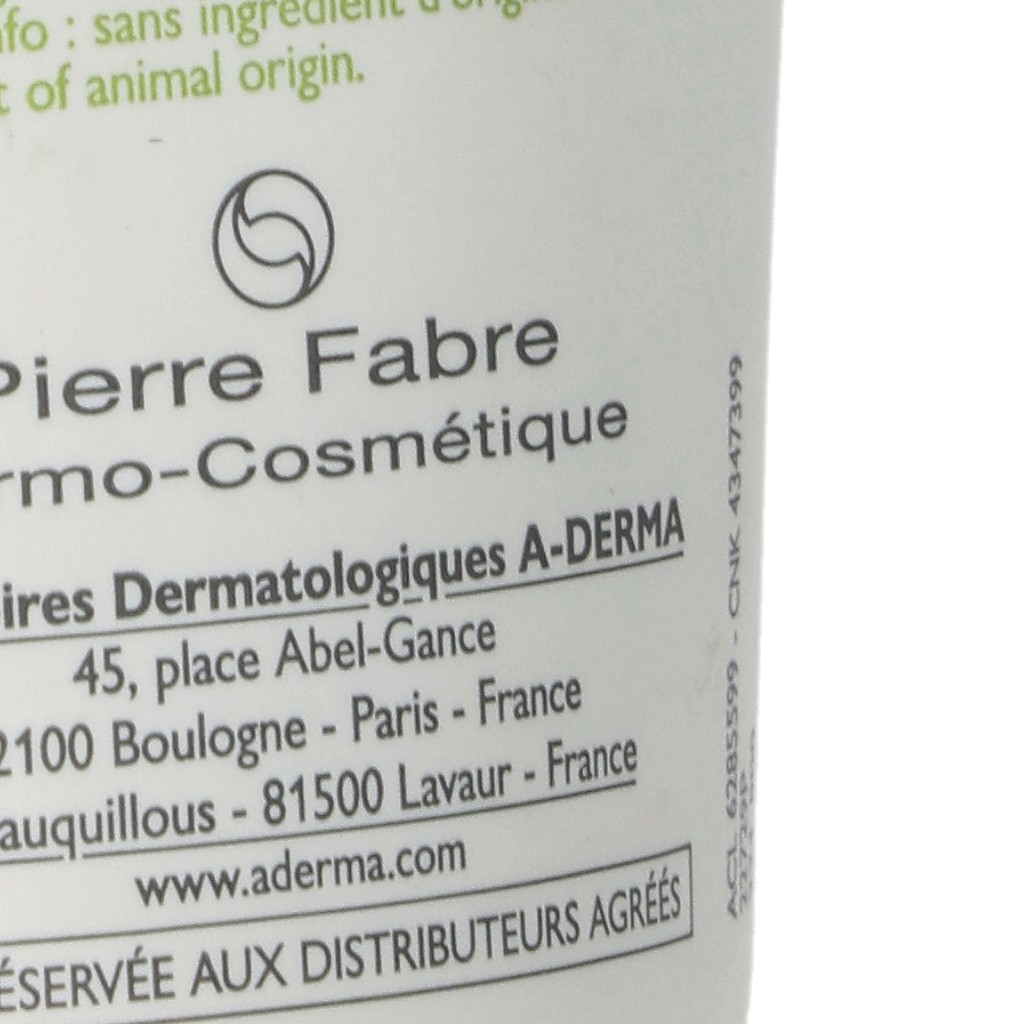 fo : sans ingrédient d'origin
t of animal origin.
Pierre Fabre
rmo-Cosmétique
ires Dermatologiques A-DERMA
45, place Abel-Gance
2100 Boulogne - Paris - France
auquillous - 81500 Lavaur - France
www.aderma.com
ÉSERVÉE AUX DISTRIBUTEURS AGRÉÉS
ACL 6285599 - CNK 4347399